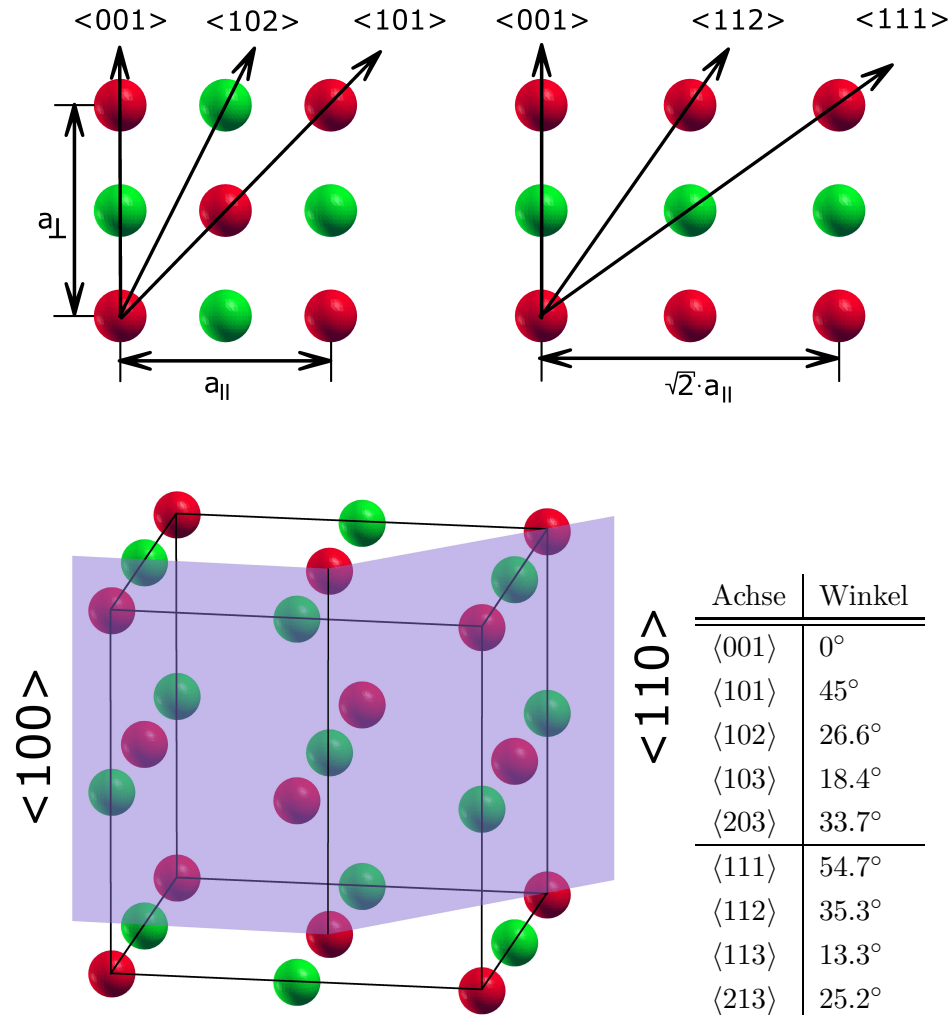 <001> <102> <101> <001> <112> <111>
a⊥
a||
√2·a||
<100>
<110>
Achse Winkel
⟨001⟩ 0°
⟨101⟩ 45°
⟨102⟩ 26.6°
⟨103⟩ 18.4°
⟨203⟩ 33.7°
⟨111⟩ 54.7°
⟨112⟩ 35.3°
⟨113⟩ 13.3°
⟨213⟩ 25.2°